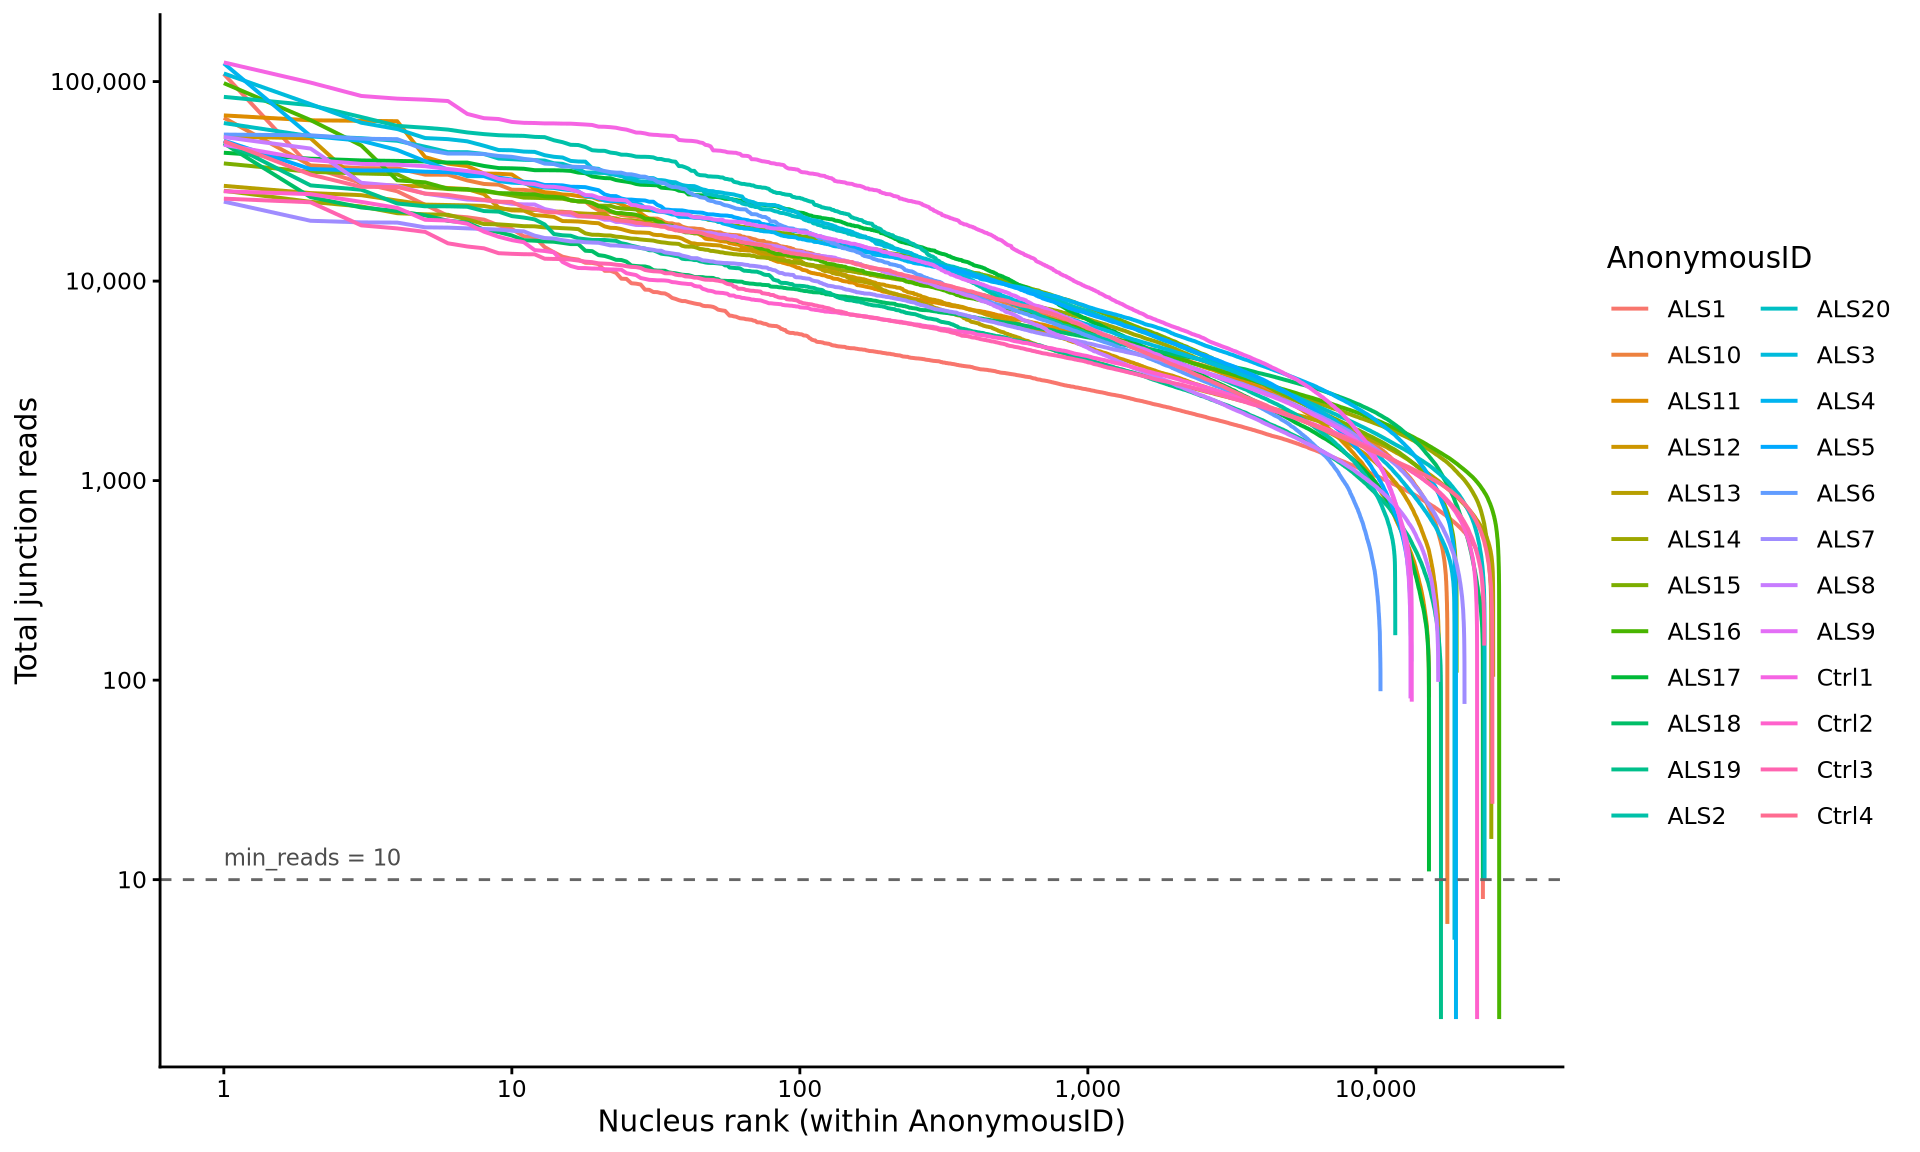 100,000
10,000
1,000
100
10
Total junction reads
min_reads = 10
1
10
100
1,000
10,000
Nucleus rank (within AnonymousID)
AnonymousID
ALS1
ALS10
ALS11
ALS12
ALS13
ALS14
ALS15
ALS16
ALS17
ALS18
ALS19
ALS2
ALS20
ALS3
ALS4
ALS5
ALS6
ALS7
ALS8
ALS9
Ctrl1
Ctrl2
Ctrl3
Ctrl4